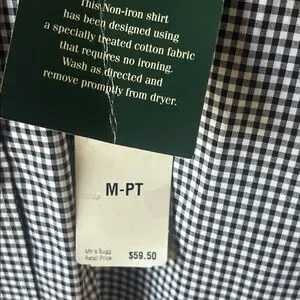 This Non-iron shirt
has been designed using
a specially treated cotton fabric
that requires no ironing.
Wash as directed and
remove promptly from dryer.
M-PT
Mfr's Sugg
Retail Price
$59.50